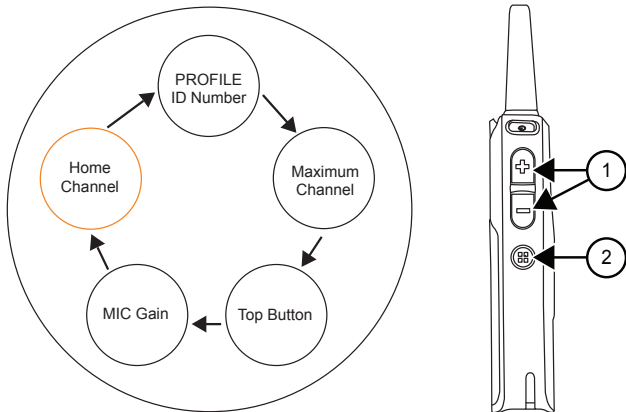 PROFILE
ID Number
Home
Channel
Maximum
Channel
MIC Gain
Top Button
1
2